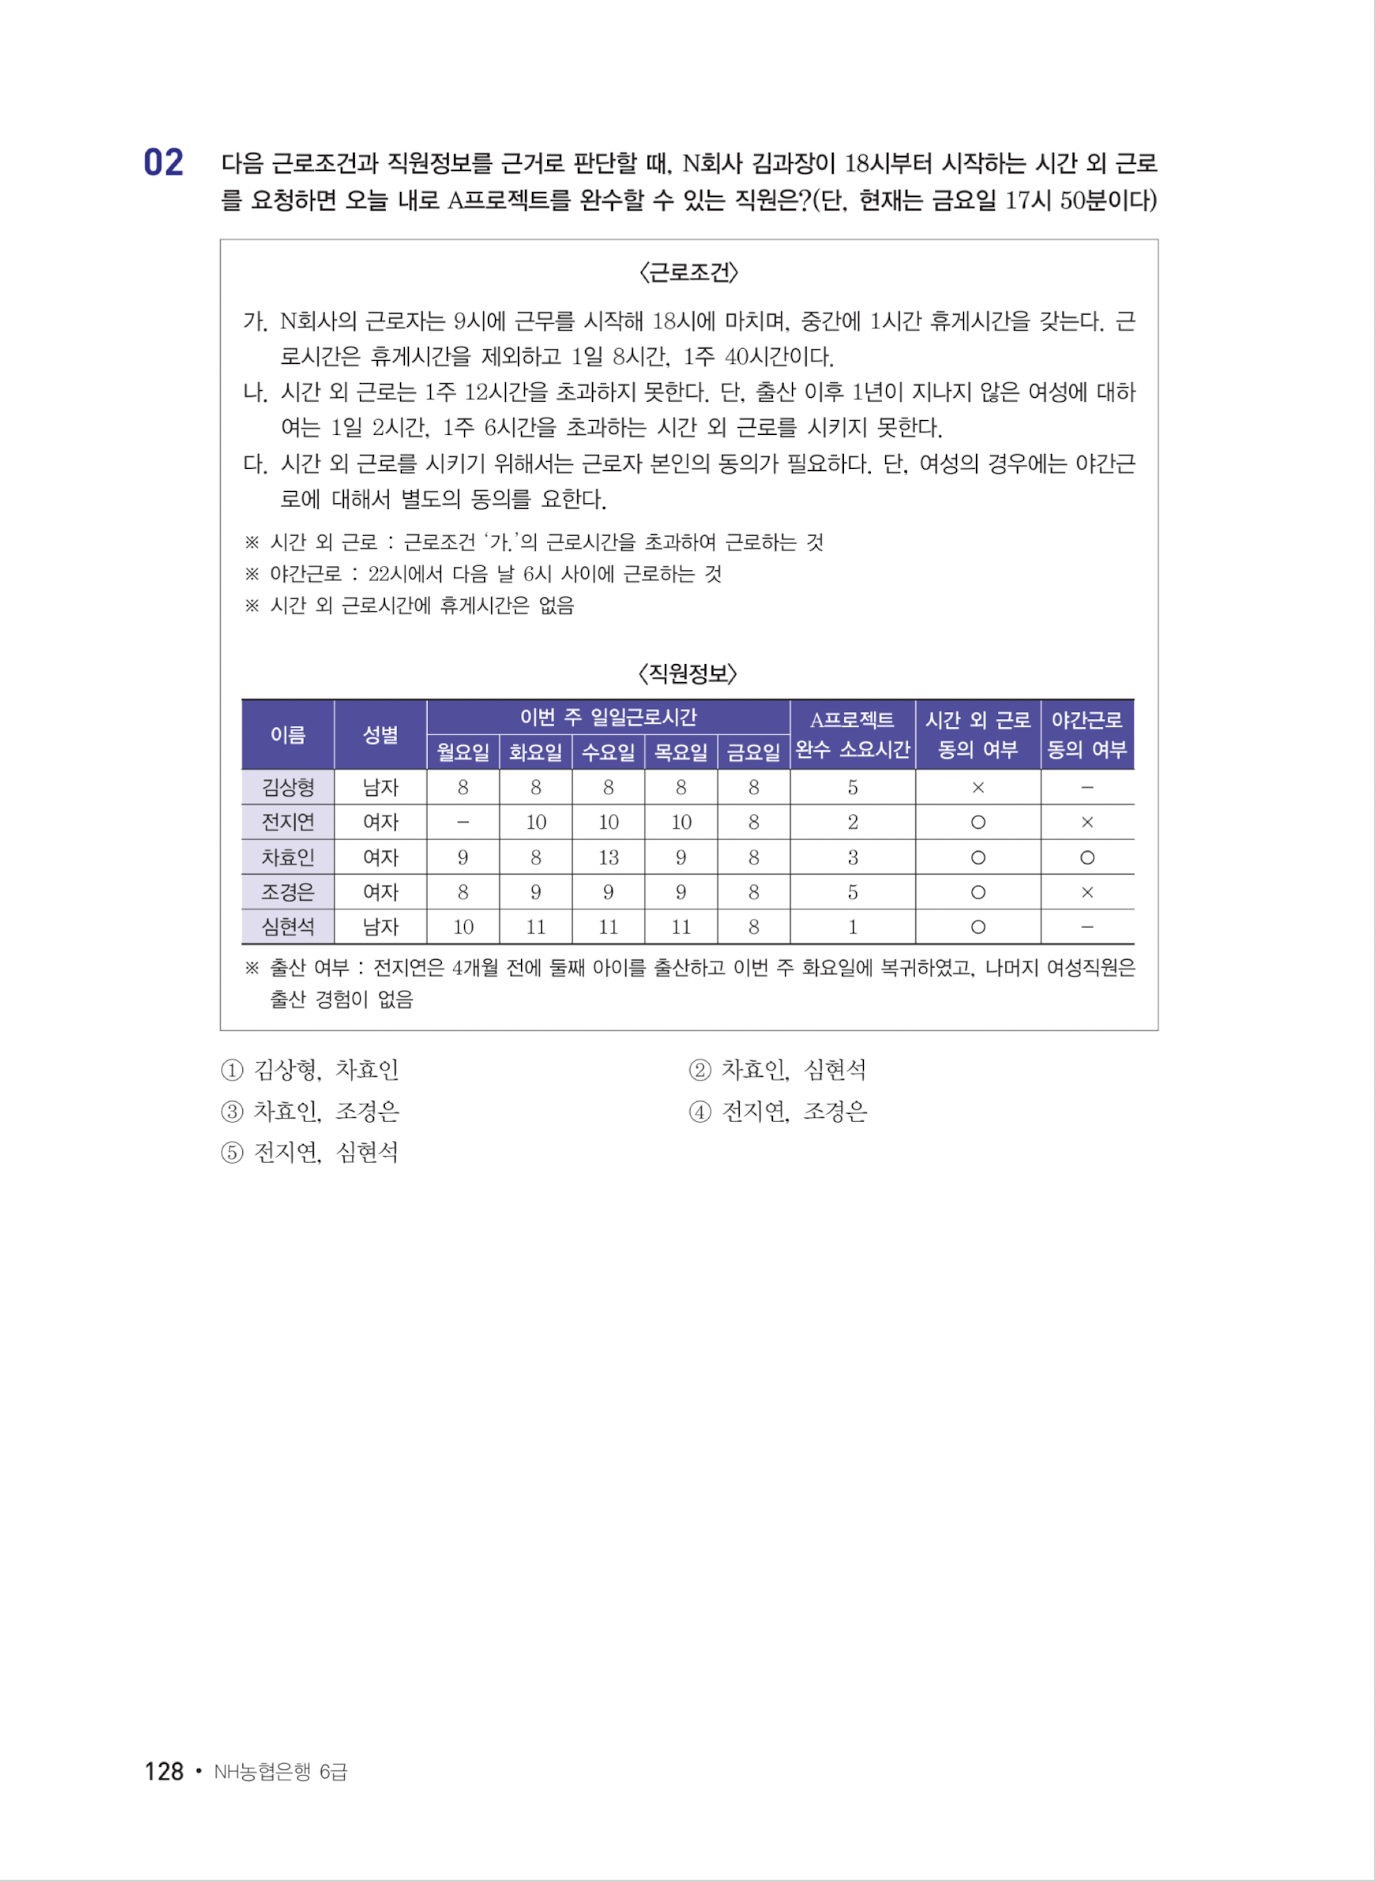 02 다음 근로조건과 직원정보를 근거로 판단할 때, N회사 김과장이 18시부터 시작하는 시간 외 근로
를 요청하면 오늘 내로 A프로젝트를 완수할 수 있는 직원은?(단, 현재는 금요일 17시 50분이다)
〈근로조건〉
가. N회사의 근로자는 9시에 근무를 시작해 18시에 마치며, 중간에 1시간 휴게시간을 갖는다. 근
로시간은 휴게시간을 제외하고 1일 8시간, 1주 40시간이다.
나. 시간 외 근로는 1주 12시간을 초과하지 못한다. 단, 출산 이후 1년이 지나지 않은 여성에 대하
여는 1일 2시간, 1주 6시간을 초과하는 시간 외 근로를 시키지 못한다.
다. 시간 외 근로를 시키기 위해서는 근로자 본인의 동의가 필요하다. 단, 여성의 경우에는 야간근
로에 대해서 별도의 동의를 요한다.
※ 시간 외 근로 : 근로조건 ‘가.’의 근로시간을 초과하여 근로하는 것
※ 야간근로 : 22시에서 다음 날 6시 사이에 근로하는 것
※ 시간 외 근로시간에 휴게시간은 없음
〈직원정보〉
이름 성별 이번 주 일일근로시간 A프로젝트 시간 외 근로 야간근로
월요일 화요일 수요일 목요일 금요일 완수 소요시간 동의 여부 동의 여부
김상형 남자 8 8 8 8 8 5 × －
전지연 여자 － 10 10 10 8 2 ○ ×
차효인 여자 9 8 13 9 8 3 ○ ○
조경은 여자 8 9 9 9 8 5 ○ ×
심현석 남자 10 11 11 11 8 1 ○ －
※ 출산 여부 : 전지연은 4개월 전에 둘째 아이를 출산하고 이번 주 화요일에 복귀하였고, 나머지 여성직원은
출산 경험이 없음
① 김상형, 차효인 ② 차효인, 심현석
③ 차효인, 조경은 ④ 전지연, 조경은
⑤ 전지연, 심현석
128 • NH농협은행 6급